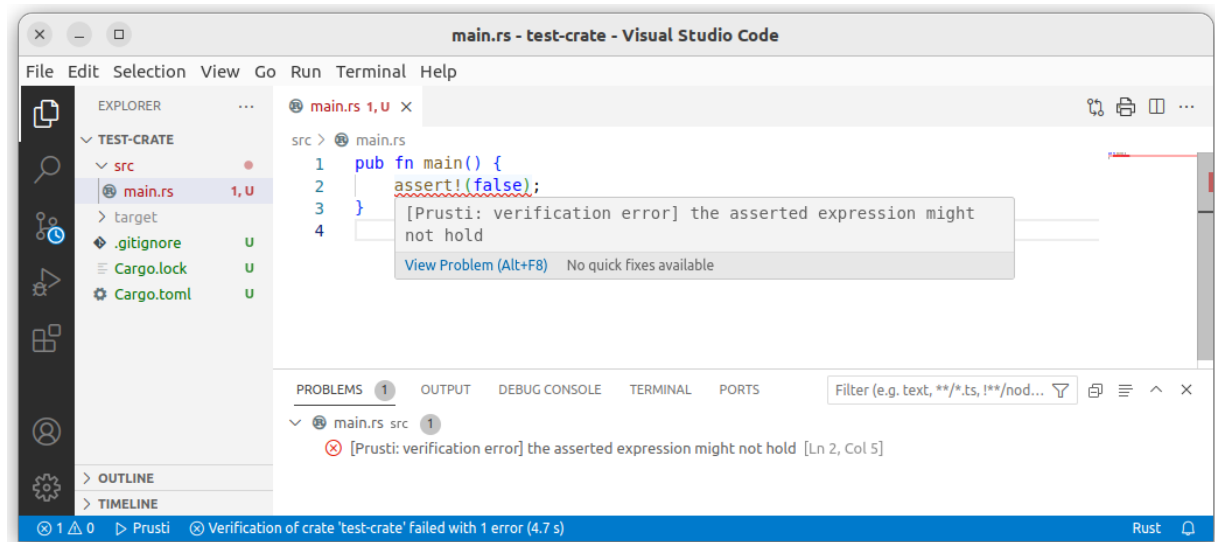 main.rs - test-crate - Visual Studio Code
File Edit Selection View Go Run Terminal Help
EXPLORER
TEST-CRATE
src
main.rs 1, U
target
.gitignore U
Cargo.lock U
Cargo.toml U
OUTLINE
TIMELINE
main.rs 1, U
src > main.rs
1 pub fn main() {
2 assert!(false);
3 }
4
[Prusti: verification error] the asserted expression might
not hold
View Problem (Alt+F8) No quick fixes available
PROBLEMS 1 OUTPUT DEBUG CONSOLE TERMINAL PORTS Filter (e.g. text, **/*.ts, !**/nod...
main.rs src 1
[Prusti: verification error] the asserted expression might not hold [Ln 2, Col 5]
1 0 Prusti Verification of crate 'test-crate' failed with 1 error (4.7 s) Rust